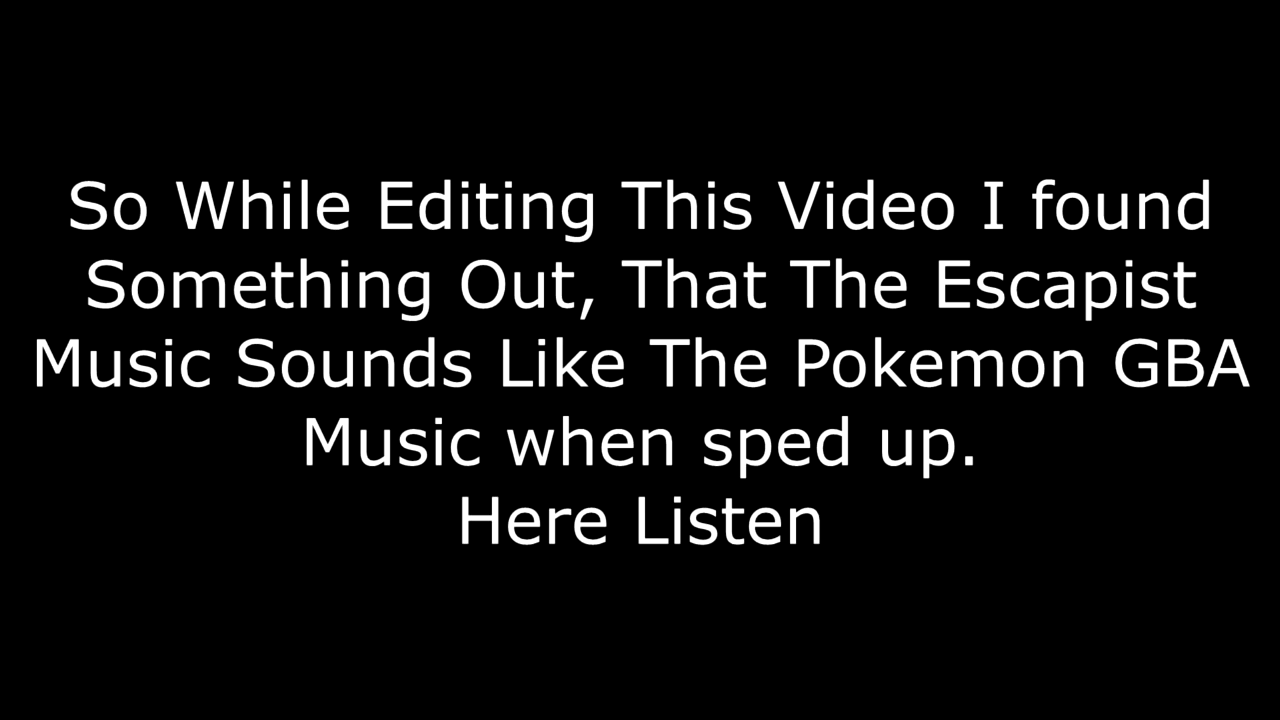 So While Editing This Video I found
Something Out, That The Escapist
Music Sounds Like The Pokemon GBA
Music when sped up.
Here Listen